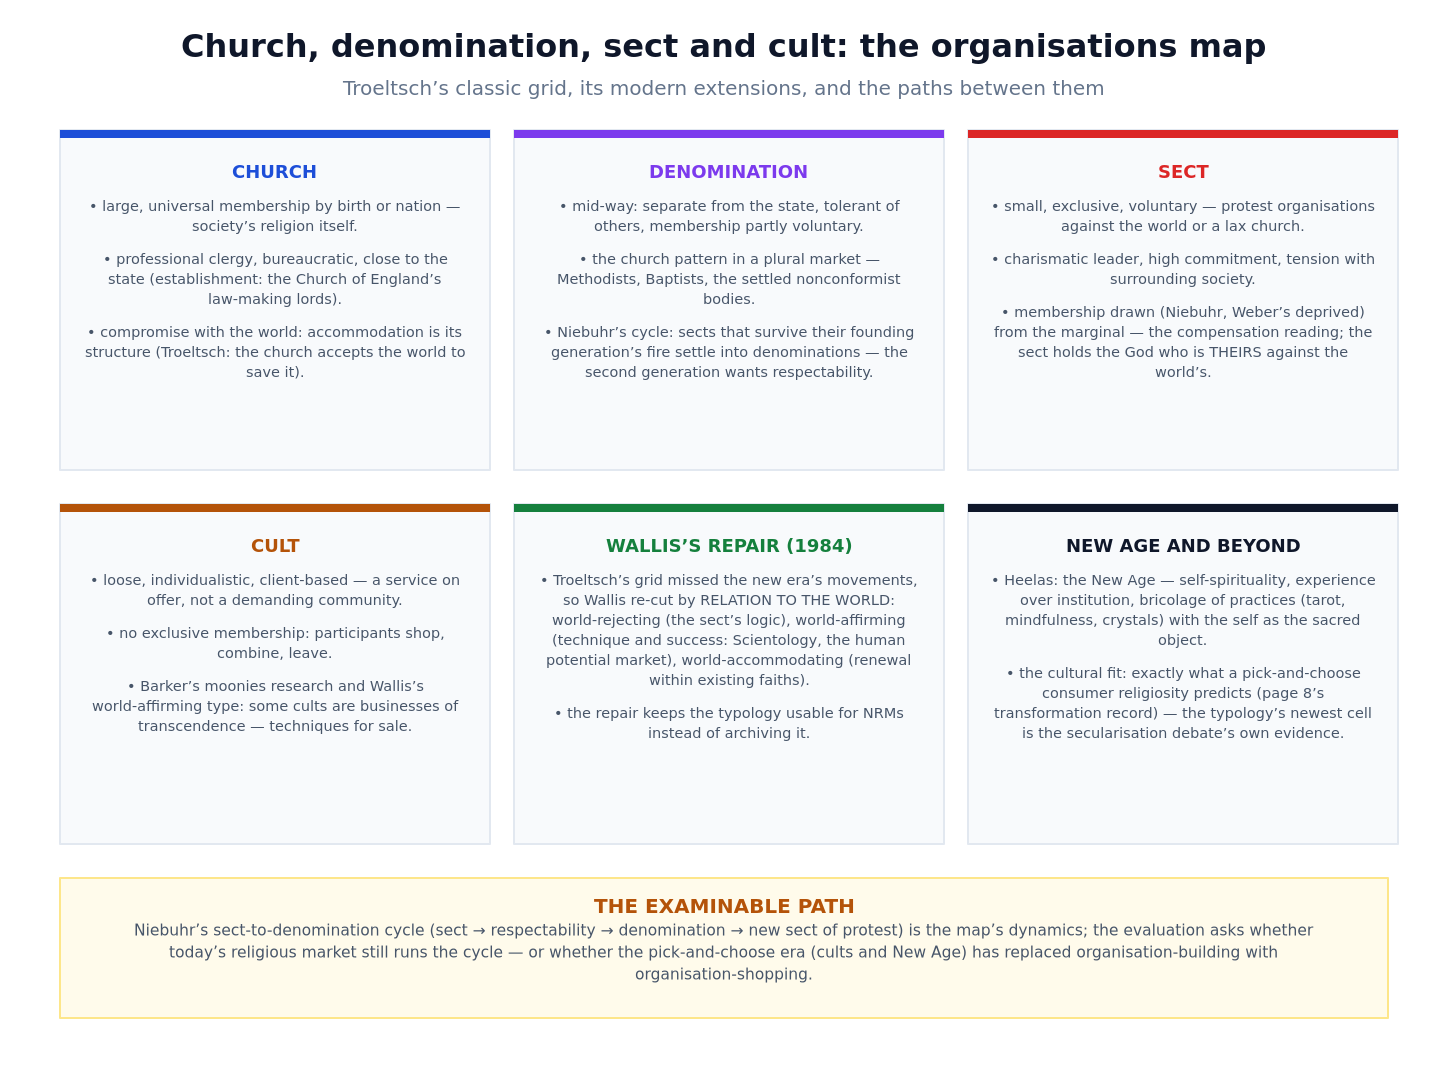 Church, denomination, sect and cult: the organisations map
Troeltsch’s classic grid, its modern extensions, and the paths between them
CHURCH
• large, universal membership by birth or nation —
society’s religion itself.
• professional clergy, bureaucratic, close to the
state (establishment: the Church of England’s
law-making lords).
• compromise with the world: accommodation is its
structure (Troeltsch: the church accepts the world to
save it).
DENOMINATION
• mid-way: separate from the state, tolerant of
others, membership partly voluntary.
• the church pattern in a plural market —
Methodists, Baptists, the settled nonconformist
bodies.
• Niebuhr’s cycle: sects that survive their founding
generation’s fire settle into denominations — the
second generation wants respectability.
SECT
• small, exclusive, voluntary — protest organisations
against the world or a lax church.
• charismatic leader, high commitment, tension with
surrounding society.
• membership drawn (Niebuhr, Weber’s deprived)
from the marginal — the compensation reading; the
sect holds the God who is THEIRS against the
world’s.
CULT
• loose, individualistic, client-based — a service on
offer, not a demanding community.
• no exclusive membership: participants shop,
combine, leave.
• Barker’s moonies research and Wallis’s
world-affirming type: some cults are businesses of
transcendence — techniques for sale.
WALLIS’S REPAIR (1984)
• Troeltsch’s grid missed the new era’s movements,
so Wallis re-cut by RELATION TO THE WORLD:
world-rejecting (the sect’s logic), world-affirming
(technique and success: Scientology, the human
potential market), world-accommodating (renewal
within existing faiths).
• the repair keeps the typology usable for NRMs
instead of archiving it.
NEW AGE AND BEYOND
• Heelas: the New Age — self-spirituality, experience
over institution, bricolage of practices (tarot,
mindfulness, crystals) with the self as the sacred
object.
• the cultural fit: exactly what a pick-and-choose
consumer religiosity predicts (page 8’s
transformation record) — the typology’s newest cell
is the secularisation debate’s own evidence.
THE EXAMINABLE PATH
Niebuhr’s sect-to-denomination cycle (sect → respectability → denomination → new sect of protest) is the map’s dynamics; the evaluation asks whether
today’s religious market still runs the cycle — or whether the pick-and-choose era (cults and New Age) has replaced organisation-building with
organisation-shopping.